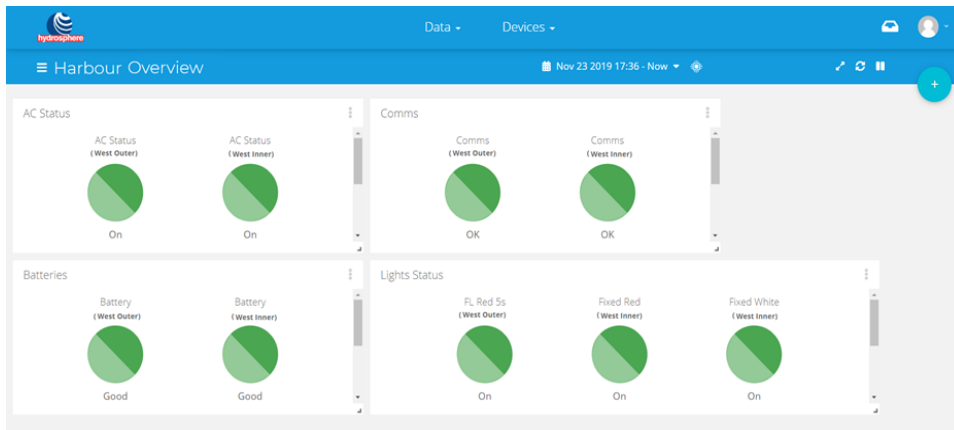 hydrosphere
Data
Devices
Harbour Overview
Nov 23 2019 17:36 - Now
+
AC Status
AC Status
(West Outer)
On
AC Status
(West Inner)
On
Comms
Comms
(West Outer)
OK
Comms
(West Inner)
OK
Batteries
Battery
(West Outer)
Good
Battery
(West Inner)
Good
Lights Status
FL Red 5s
(West Outer)
On
Fixed Red
(West Inner)
On
Fixed White
(West Inner)
On